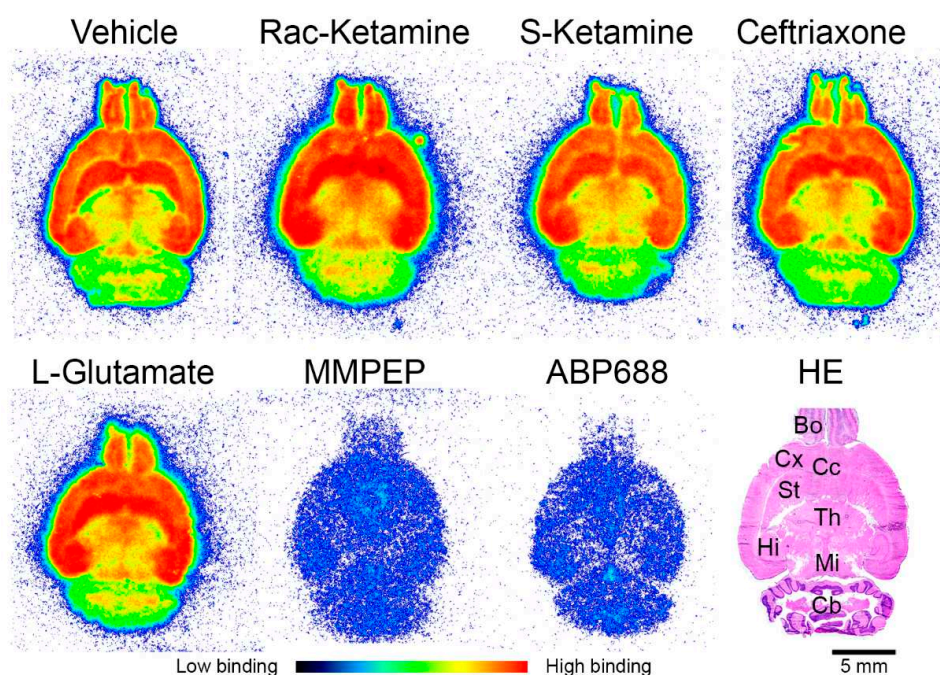 Vehicle
Rac-Ketamine
S-Ketamine
Ceftriaxone
L-Glutamate
MMPEP
ABP688
HE
Bo
Cx
Cc
St
Th
Hi
Mi
Cb
Low binding
High binding
5 mm